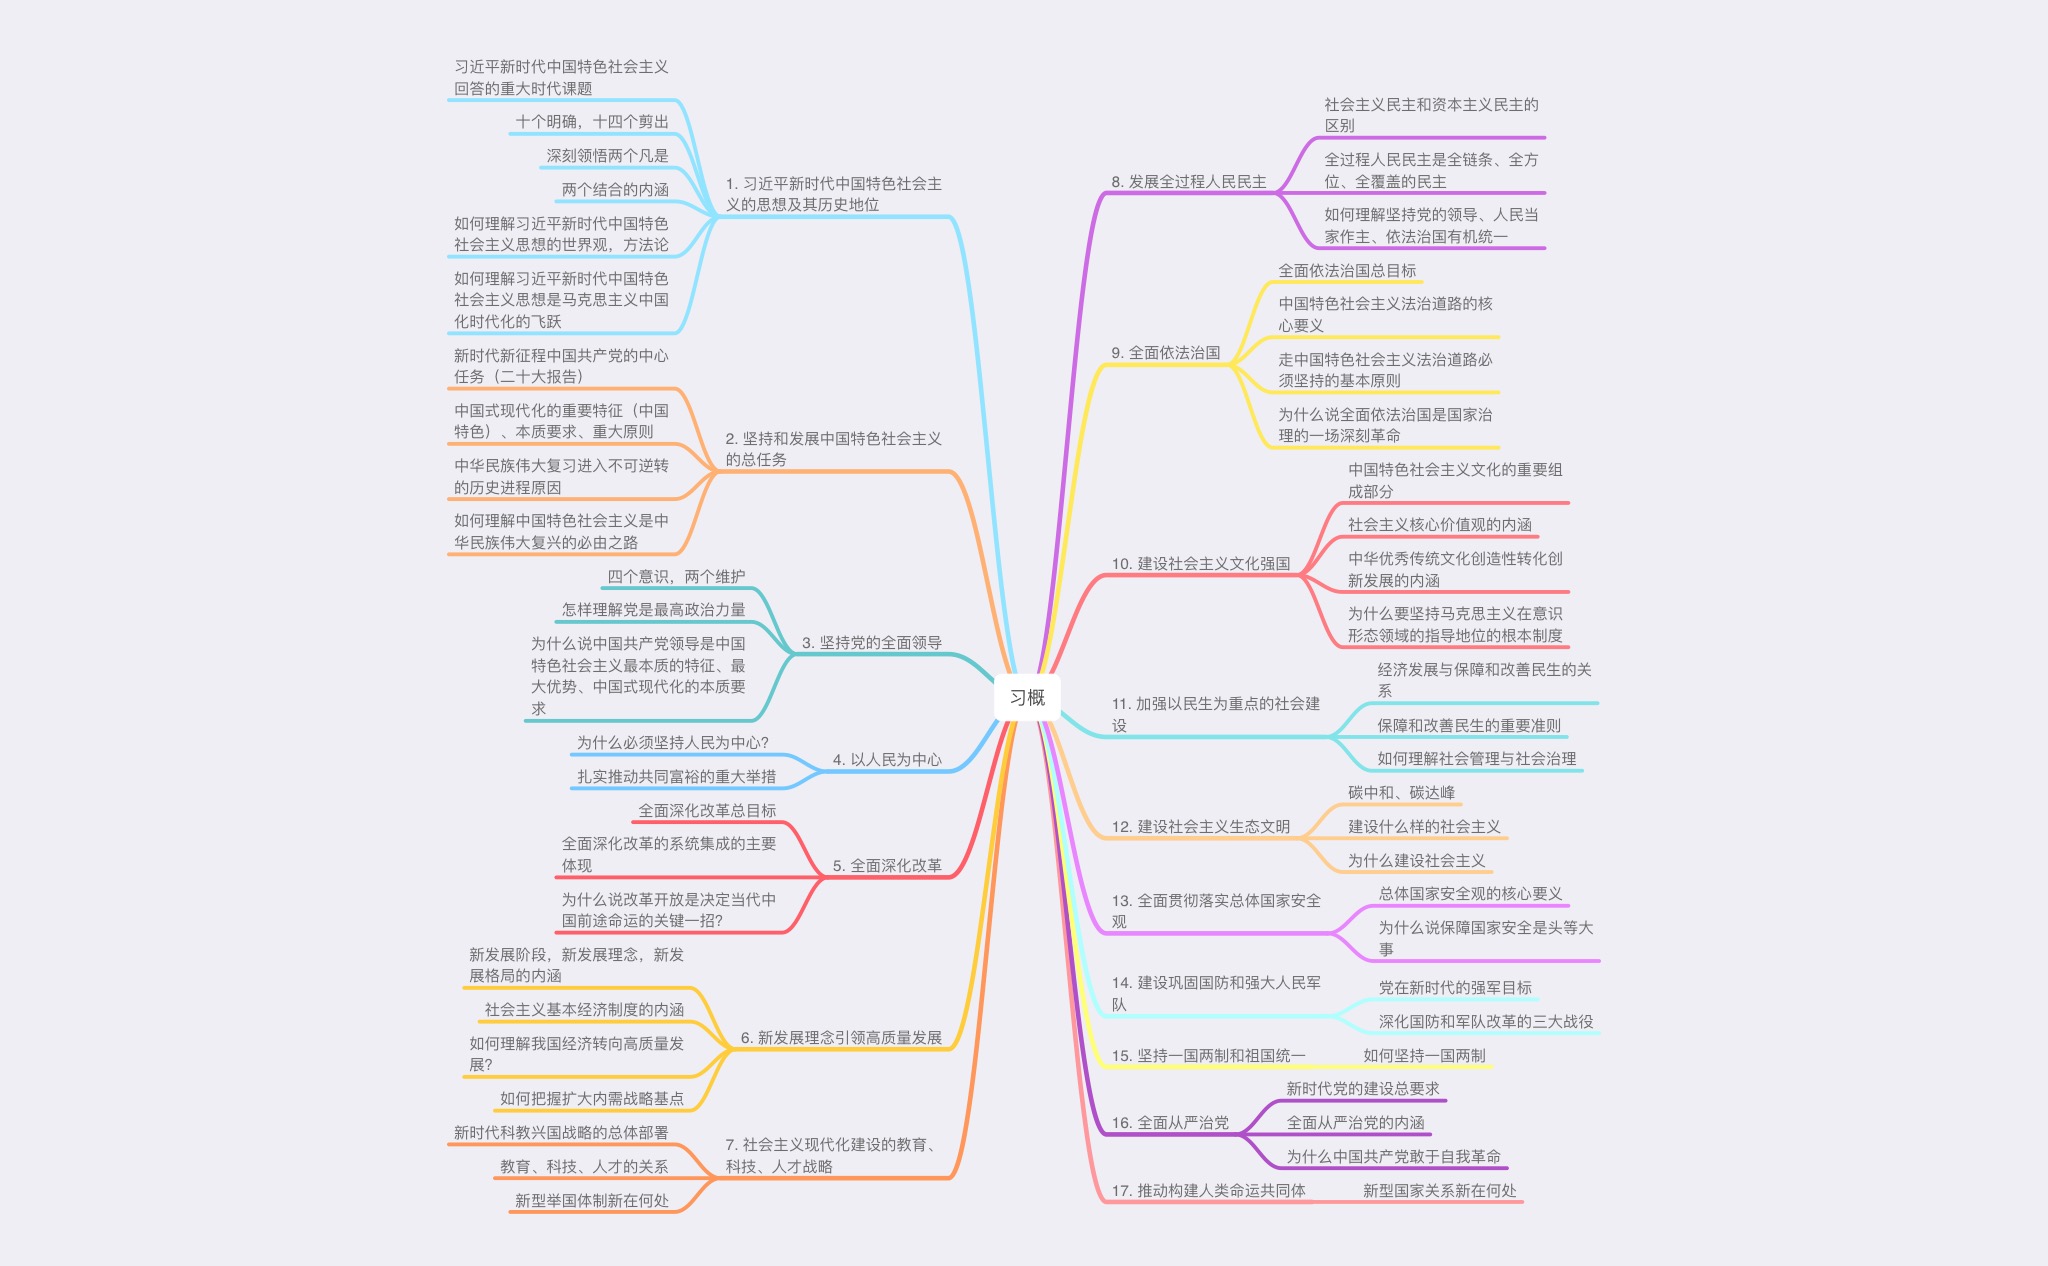 习概
1. 习近平新时代中国特色社会主
义的思想及其历史地位
习近平新时代中国特色社会主义
回答的重大时代课题
十个明确，十四个剪出
深刻领悟两个凡是
两个结合的内涵
如何理解习近平新时代中国特色
社会主义思想的世界观，方法论
如何理解习近平新时代中国特色
社会主义思想是马克思主义中国
化时代化的飞跃
2. 坚持和发展中国特色社会主义
的总任务
新时代新征程中国共产党的中心
任务（二十大报告）
中国式现代化的重要特征（中国
特色）、本质要求、重大原则
中华民族伟大复习进入不可逆转
的历史进程原因
如何理解中国特色社会主义是中
华民族伟大复兴的必由之路
3. 坚持党的全面领导
四个意识，两个维护
怎样理解党是最高政治力量
为什么说中国共产党领导是中国
特色社会主义最本质的特征、最
大优势、中国式现代化的本质要
求
4. 以人民为中心
为什么必须坚持人民为中心?
扎实推动共同富裕的重大举措
5. 全面深化改革
全面深化改革总目标
全面深化改革的系统集成的主要
体现
为什么说改革开放是决定当代中
国前途命运的关键一招?
6. 新发展理念引领高质量发展
新发展阶段，新发展理念，新发
展格局的内涵
社会主义基本经济制度的内涵
如何理解我国经济转向高质量发
展?
如何把握扩大内需战略基点
7. 社会主义现代化建设的教育、
科技、人才战略
新时代科教兴国战略的总体部署
教育、科技、人才的关系
新型举国体制新在何处
8. 发展全过程人民民主
社会主义民主和资本主义民主的
区别
全过程人民民主是全链条、全方
位、全覆盖的民主
如何理解坚持党的领导、人民当
家作主、依法治国有机统一
9. 全面依法治国
全面依法治国总目标
中国特色社会主义法治道路的核
心要义
走中国特色社会主义法治道路必
须坚持的基本原则
为什么说全面依法治国是国家治
理的一场深刻革命
10. 建设社会主义文化强国
中国特色社会主义文化的重要组
成部分
社会主义核心价值观的内涵
中华优秀传统文化创造性转化创
新发展的内涵
为什么要坚持马克思主义在意识
形态领域的指导地位的根本制度
11. 加强以民生为重点的社会建
设
经济发展与保障和改善民生的关
系
保障和改善民生的重要准则
如何理解社会管理与社会治理
12. 建设社会主义生态文明
碳中和、碳达峰
建设什么样的社会主义
为什么建设社会主义
13. 全面贯彻落实总体国家安全
观
总体国家安全观的核心要义
为什么说保障国家安全是头等大
事
14. 建设巩固国防和强大人民军
队
党在新时代的强军目标
深化国防和军队改革的三大战役
15. 坚持一国两制和祖国统一
如何坚持一国两制
16. 全面从严治党
新时代党的建设总要求
全面从严治党的内涵
为什么中国共产党敢于自我革命
17. 推动构建人类命运共同体
新型国家关系新在何处